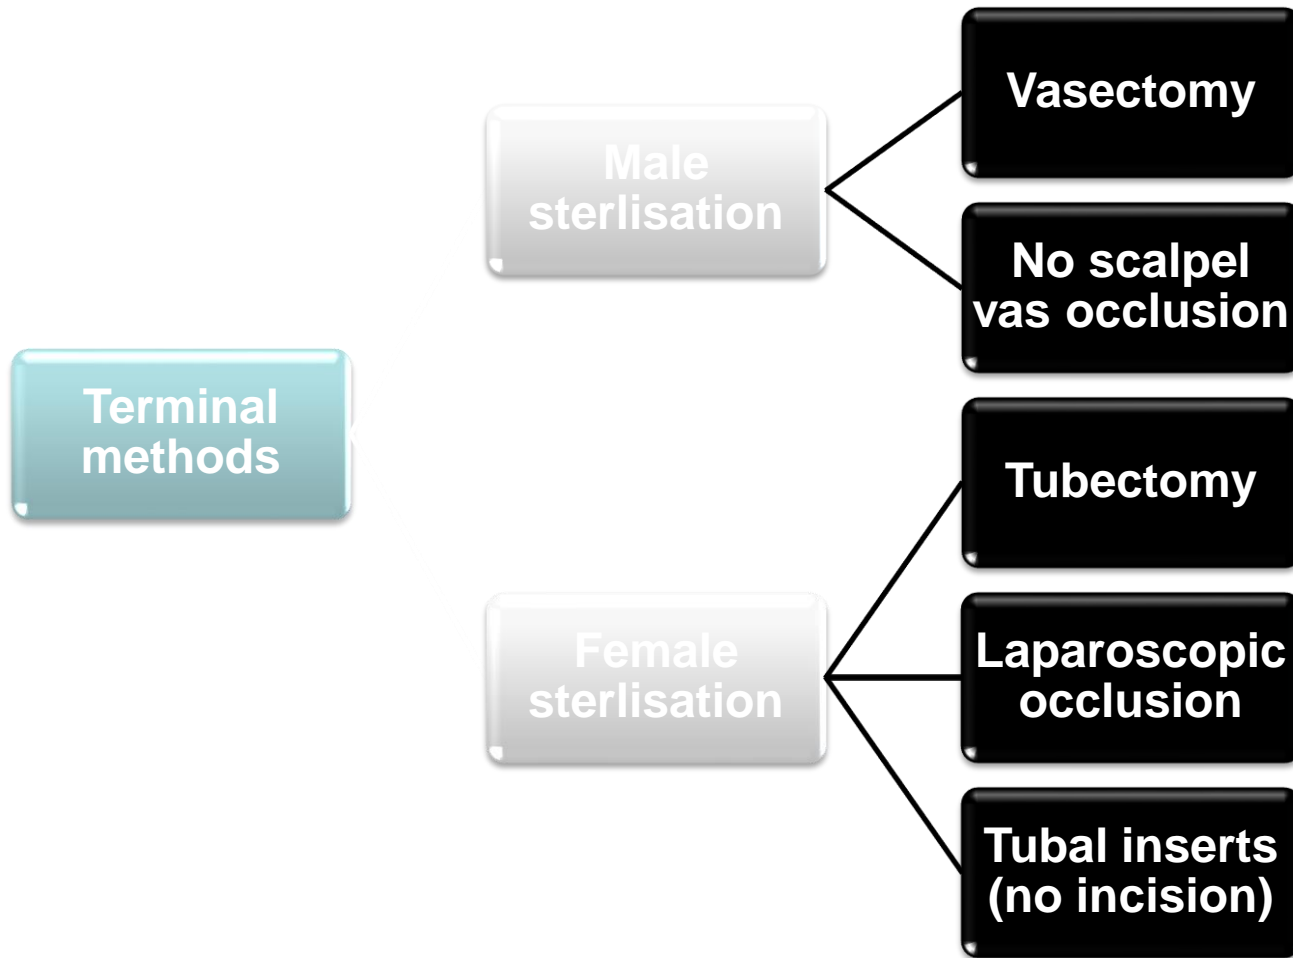 Terminal
methods
Male
sterlisation
Vasectomy
No scalpel
vas occlusion
Female
sterlisation
Tubectomy
Laparoscopic
occlusion
Tubal inserts
(no incision)